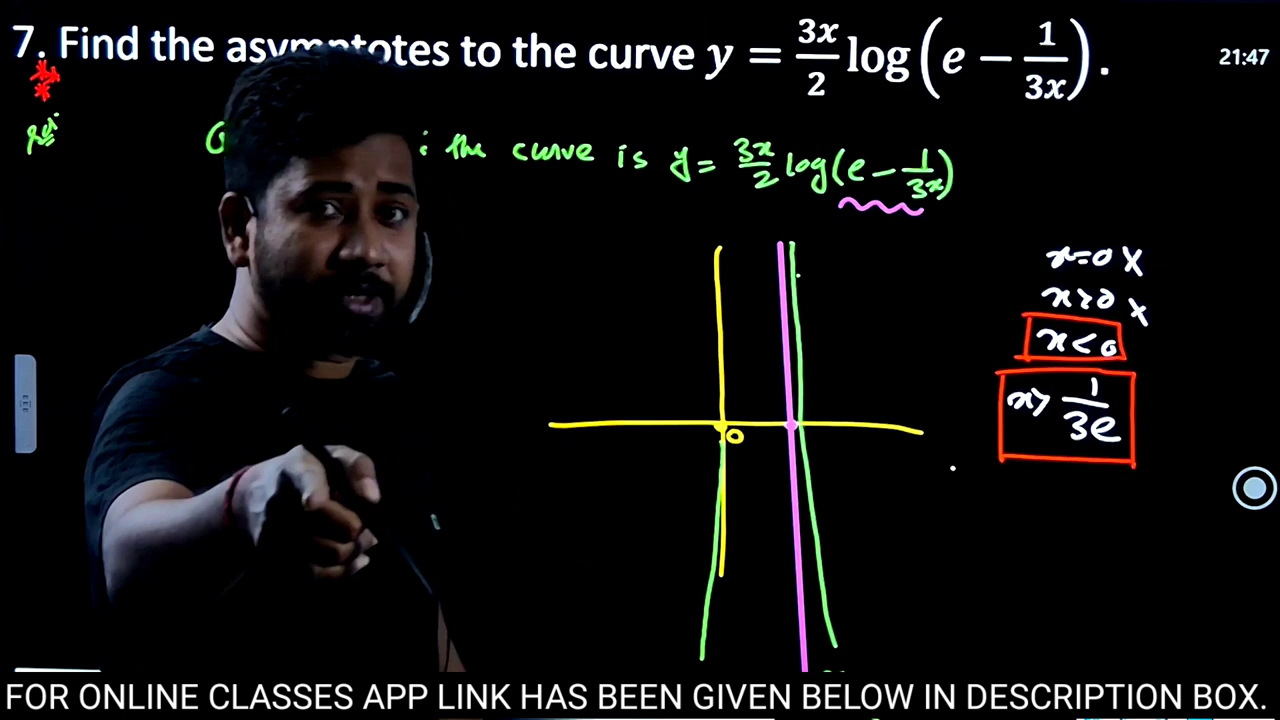 7. Find the asymptotes to the curve y = 3x/2 log(e − 1/3x).
21:47
: the curve is y = 3x/2 log(e − 1/3x)
x=0 X
x>0 X
x<0
x> 1/3e
O
FOR ONLINE CLASSES APP LINK HAS BEEN GIVEN BELOW IN DESCRIPTION BOX.